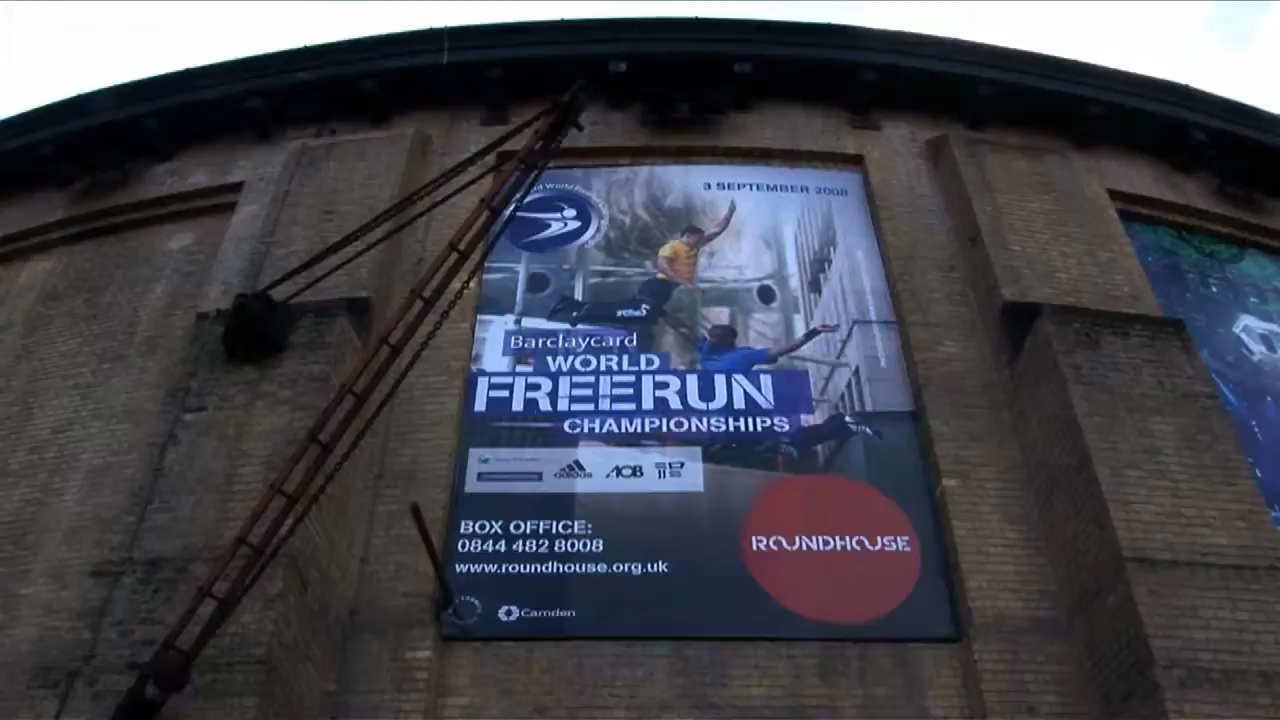 3 SEPTEMBER 2008
Barclaycard
WORLD
FREERUN
CHAMPIONSHIPS
adidas
BOX OFFICE:
0844 482 8008
www.roundhouse.org.uk
ROUNDHOUSE
Camden